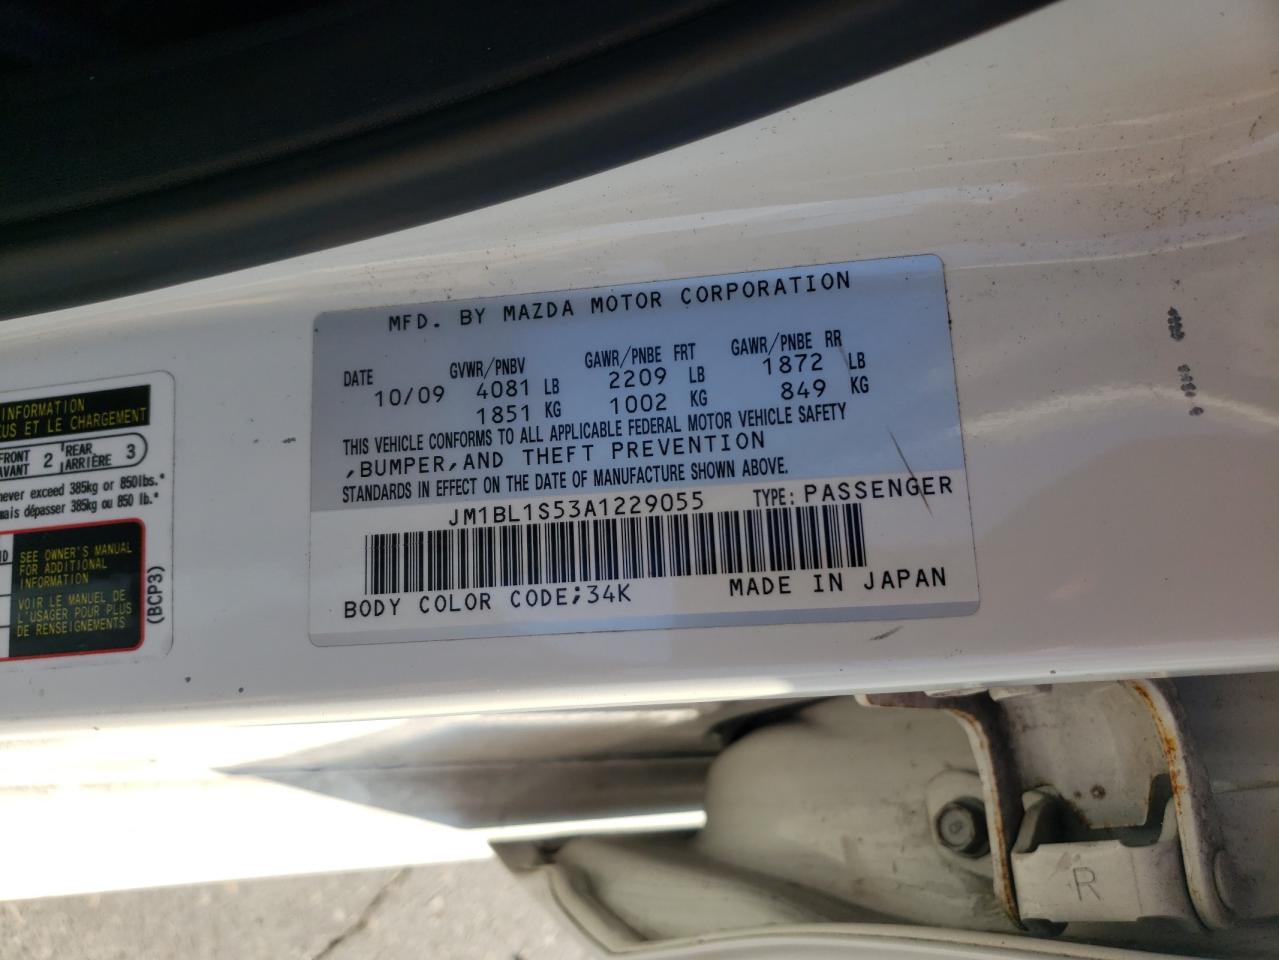 MFD. BY MAZDA MOTOR CORPORATION
DATE GVWR/PNBV GAWR/PNBE FRT GAWR/PNBE RR
10/09 4081 LB 2209 LB 1872 LB
1851 KG 1002 KG 849 KG
THIS VEHICLE CONFORMS TO ALL APPLICABLE FEDERAL MOTOR VEHICLE SAFETY
,BUMPER,AND THEFT PREVENTION
STANDARDS IN EFFECT ON THE DATE OF MANUFACTURE SHOWN ABOVE.
JM1BL1S53A1229055 TYPE: PASSENGER
BODY COLOR CODE;34K MADE IN JAPAN
INFORMATION
ET LE CHARGEMENT
FRONT 2 REAR 3
AVANT ARRIÈRE
never exceed 385kg or 850lbs.*
mais dépasser 385kg ou 850 lb.*
SEE OWNER'S MANUAL
FOR ADDITIONAL
INFORMATION
VOIR LE MANUEL DE
L'USAGER POUR PLUS
DE RENSEIGNEMENTS
(BCP3)
R